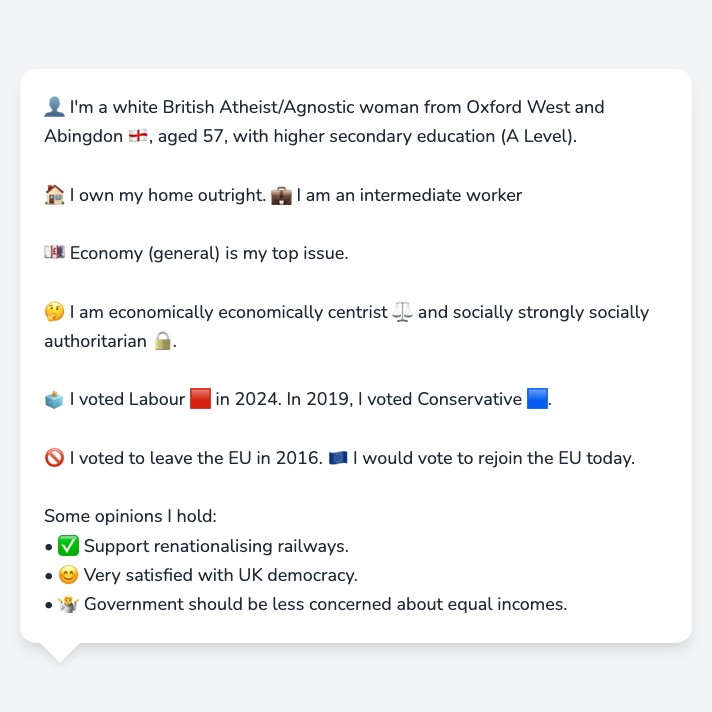 👤 I'm a white British Atheist/Agnostic woman from Oxford West and
Abingdon 🏴󠁧󠁢󠁥󠁮󠁧󠁿, aged 57, with higher secondary education (A Level).
🏠 I own my home outright. 💼 I am an intermediate worker
💷 Economy (general) is my top issue.
🤔 I am economically economically centrist ⚖️ and socially strongly socially
authoritarian 🔒.
🗳️ I voted Labour 🟥 in 2024. In 2019, I voted Conservative 🟦.
🚫 I voted to leave the EU in 2016. 🇪🇺 I would vote to rejoin the EU today.
Some opinions I hold:
• ✅ Support renationalising railways.
• 😊 Very satisfied with UK democracy.
• 🤷 Government should be less concerned about equal incomes.